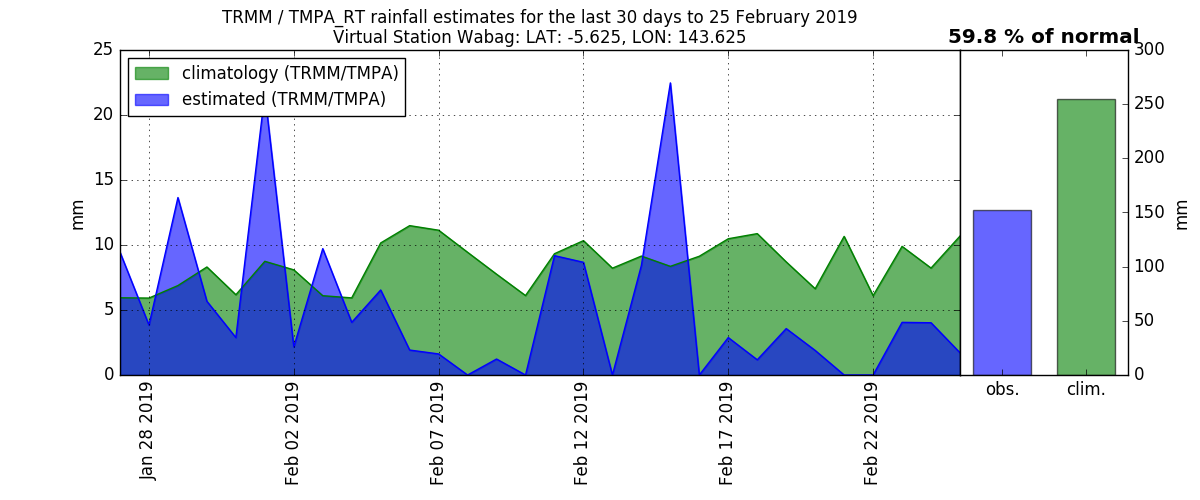 TRMM / TMPA_RT rainfall estimates for the last 30 days to 25 February 2019
Virtual Station Wabag: LAT: -5.625, LON: 143.625
59.8 % of normal
climatology (TRMM/TMPA)
estimated (TRMM/TMPA)
25
20
15
10
5
0
mm
Jan 28 2019
Feb 02 2019
Feb 07 2019
Feb 12 2019
Feb 17 2019
Feb 22 2019
300
250
200
150
100
50
0
mm
obs.
clim.